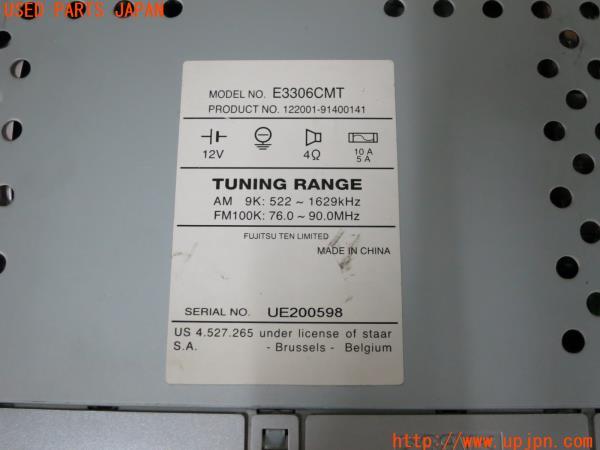 USED PARTS JAPAN
MODEL NO. E3306CMT
PRODUCT NO. 122001-91400141
12V
4Ω
10 A
5 A
TUNING RANGE
AM 9K: 522 ~ 1629kHz
FM100K: 76.0 ~ 90.0MHz
FUJITSU TEN LIMITED
MADE IN CHINA
SERIAL NO. UE200598
US 4.527.265 under license of staar
S.A. - Brussels - Belgium
http://www.upjpn.com/